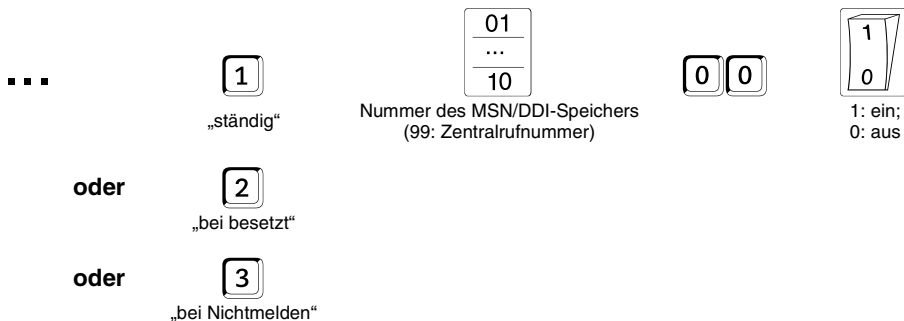 01
...
10
... 1 0 0 1
0
„ständig“ Nummer des MSN/DDI-Speichers 1: ein;
(99: Zentralrufnummer) 0: aus
oder 2
„bei besetzt“
oder 3
„bei Nichtmelden“